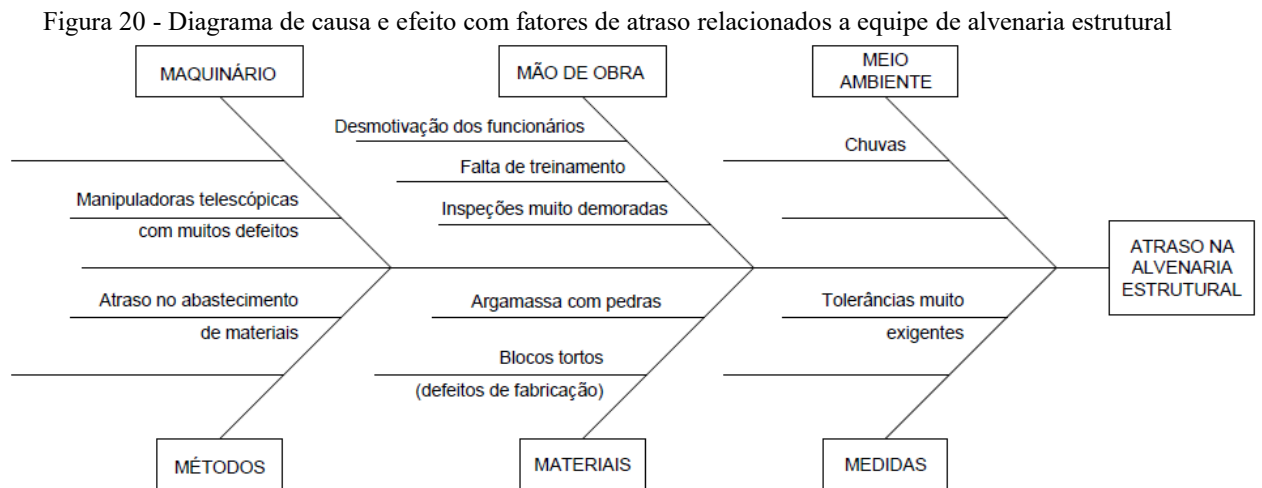 Figura 20 - Diagrama de causa e efeito com fatores de atraso relacionados a equipe de alvenaria estrutural
MAQUINÁRIO
MÃO DE OBRA
MEIO
AMBIENTE
Desmotivação dos funcionários
Chuvas
Falta de treinamento
Manipuladoras telescópicas
com muitos defeitos
Inspeções muito demoradas
ATRASO NA
ALVENARIA
ESTRUTURAL
Atraso no abastecimento
de materiais
Argamassa com pedras
Tolerâncias muito
exigentes
Blocos tortos
(defeitos de fabricação)
MÉTODOS
MATERIAIS
MEDIDAS